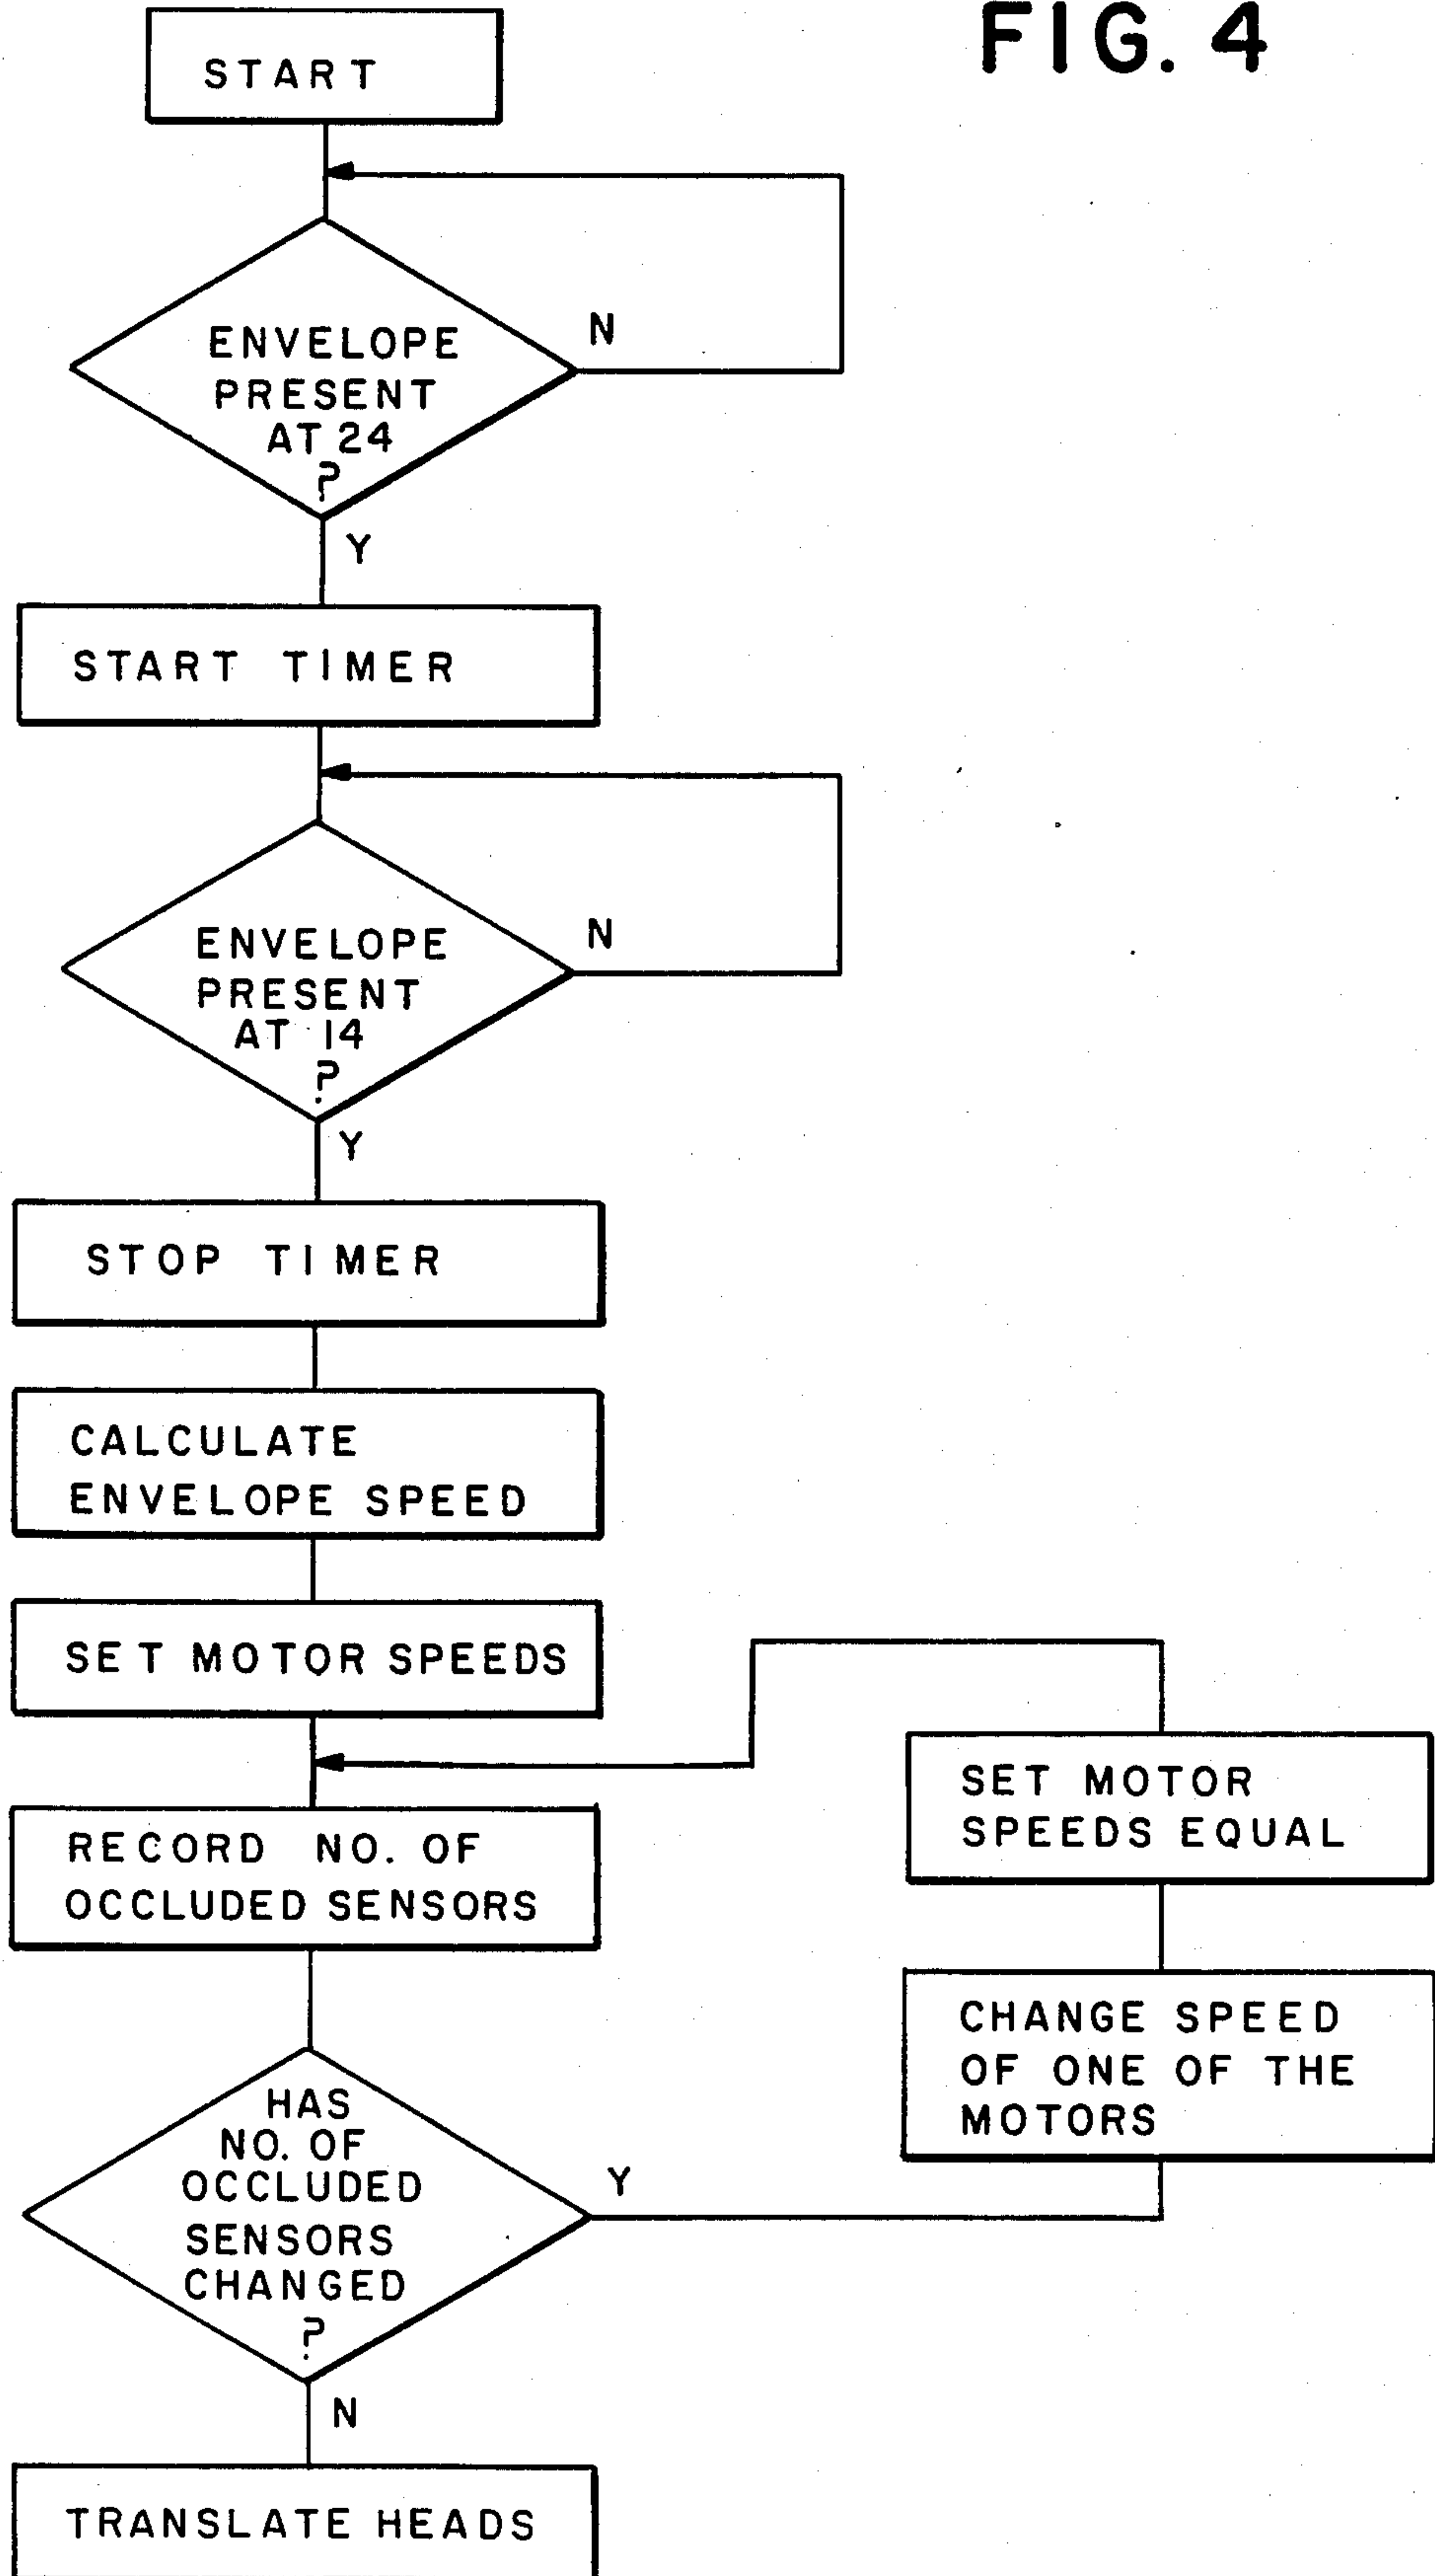 FIG. 4
START
ENVELOPE
PRESENT
AT 24
?
N
Y
START TIMER
ENVELOPE
PRESENT
AT 14
?
N
Y
STOP TIMER
CALCULATE
ENVELOPE SPEED
SET MOTOR SPEEDS
RECORD NO. OF
OCCLUDED SENSORS
HAS
NO. OF
OCCLUDED
SENSORS
CHANGED
?
Y
N
CHANGE SPEED
OF ONE OF THE
MOTORS
SET MOTOR
SPEEDS EQUAL
TRANSLATE HEADS